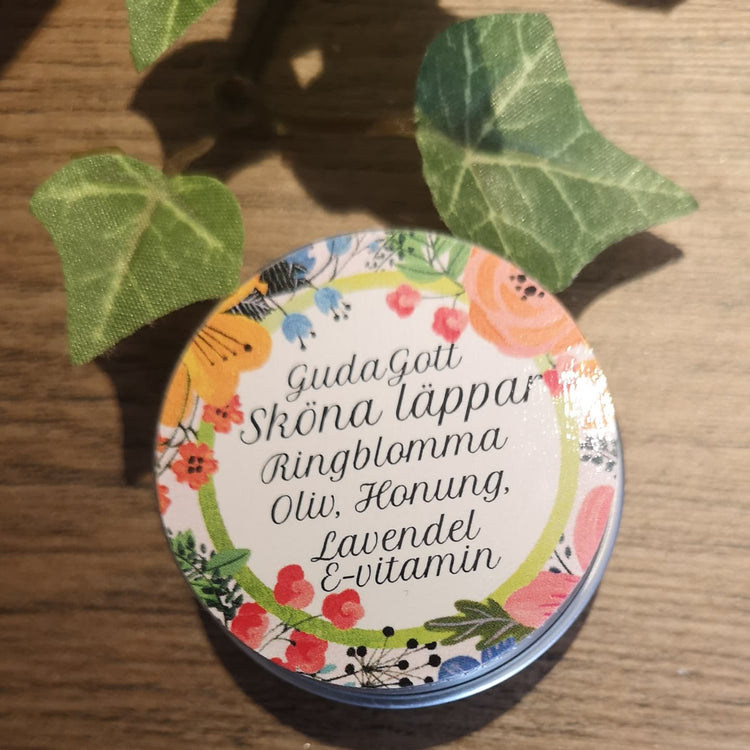 GudaGott
Sköna läppar
Ringblomma
Oliv, Honung,
Lavendel
E-vitamin